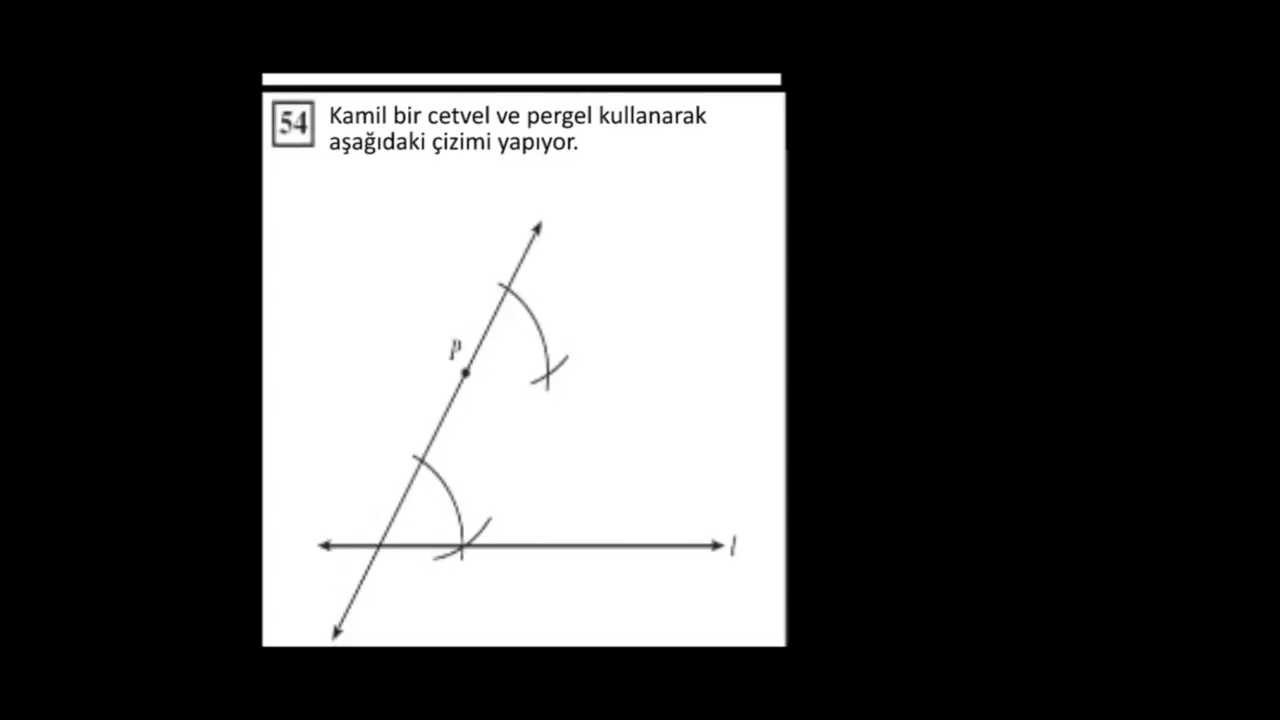 54 Kamil bir cetvel ve pergel kullanarak
aşağıdaki çizimi yapıyor.
P
l